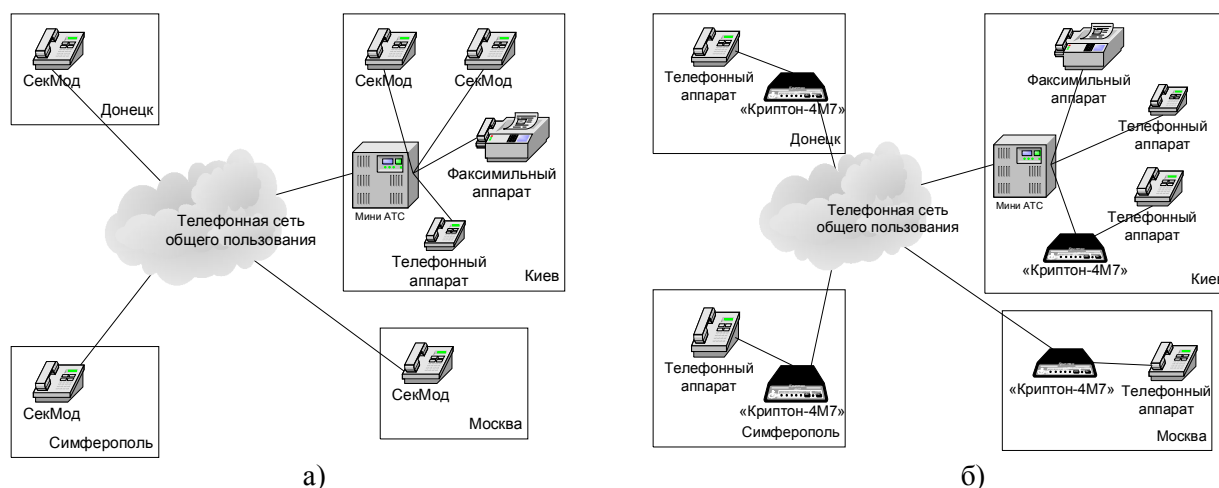 СекМод
Донецк
СекМод
СекМод
Факсимильный
аппарат
Мини АТС
Телефонный
аппарат
Киев
Телефонная сеть
общего пользования
СекМод
Симферополь
СекМод
Москва
а)
Телефонный
аппарат
«Криптон-4М7»
Донецк
Факсимильный
аппарат
Телефонный
аппарат
Мини АТС
Телефонный
аппарат
«Криптон-4М7»
Киев
Телефонная сеть
общего пользования
Телефонный
аппарат
«Криптон-4М7»
Симферополь
«Криптон-4М7»
Телефонный
аппарат
Москва
б)